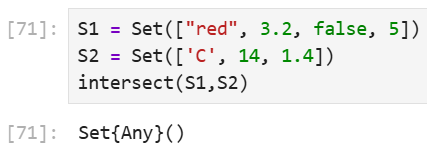 [71]: S1 = Set(["red", 3.2, false, 5])
S2 = Set(['C', 14, 1.4])
intersect(S1,S2)
[71]: Set{Any}()